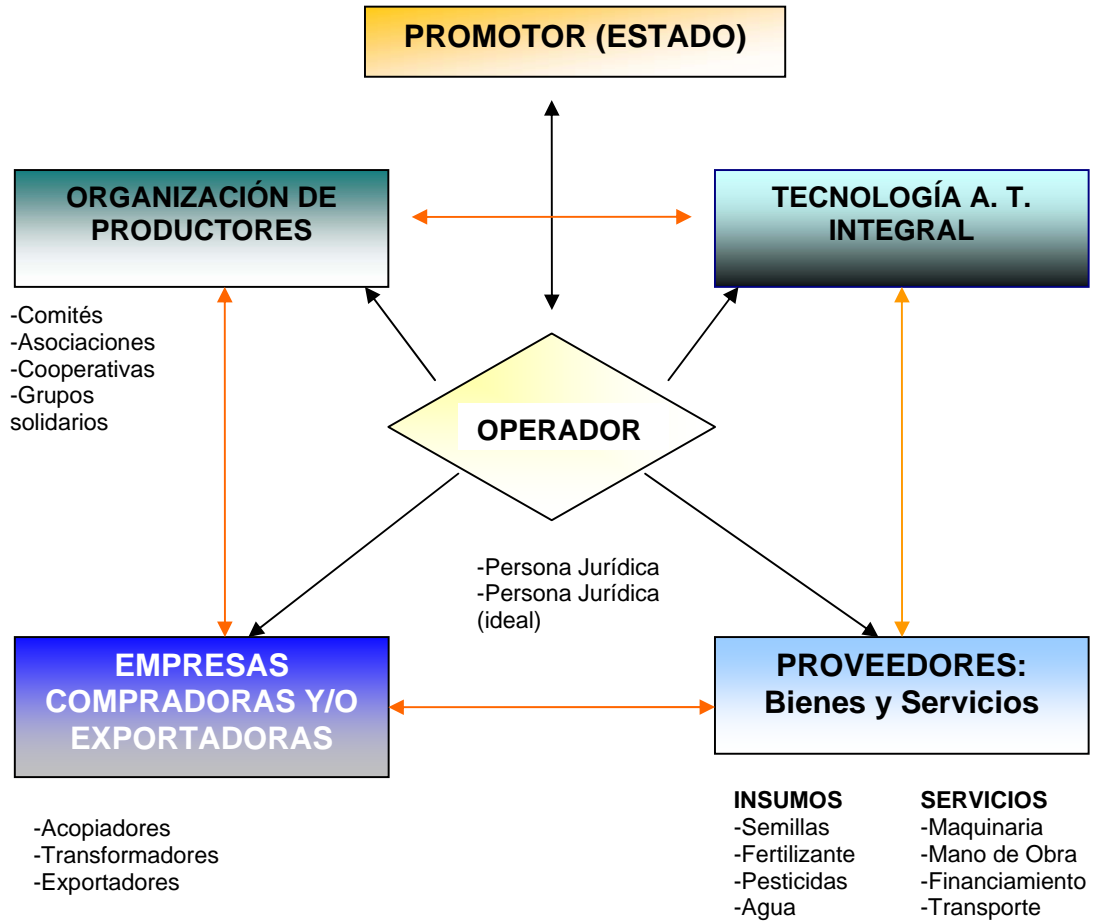 PROMOTOR (ESTADO)
ORGANIZACIÓN DE
PRODUCTORES
TECNOLOGÍA A. T.
INTEGRAL
-Comités
-Asociaciones
-Cooperativas
-Grupos
solidarios
OPERADOR
-Persona Jurídica
-Persona Jurídica
(ideal)
EMPRESAS
COMPRADORAS Y/O
EXPORTADORAS
PROVEEDORES:
Bienes y Servicios
-Acopiadores
-Transformadores
-Exportadores
INSUMOS
-Semillas
-Fertilizante
-Pesticidas
-Agua
SERVICIOS
-Maquinaria
-Mano de Obra
-Financiamiento
-Transporte